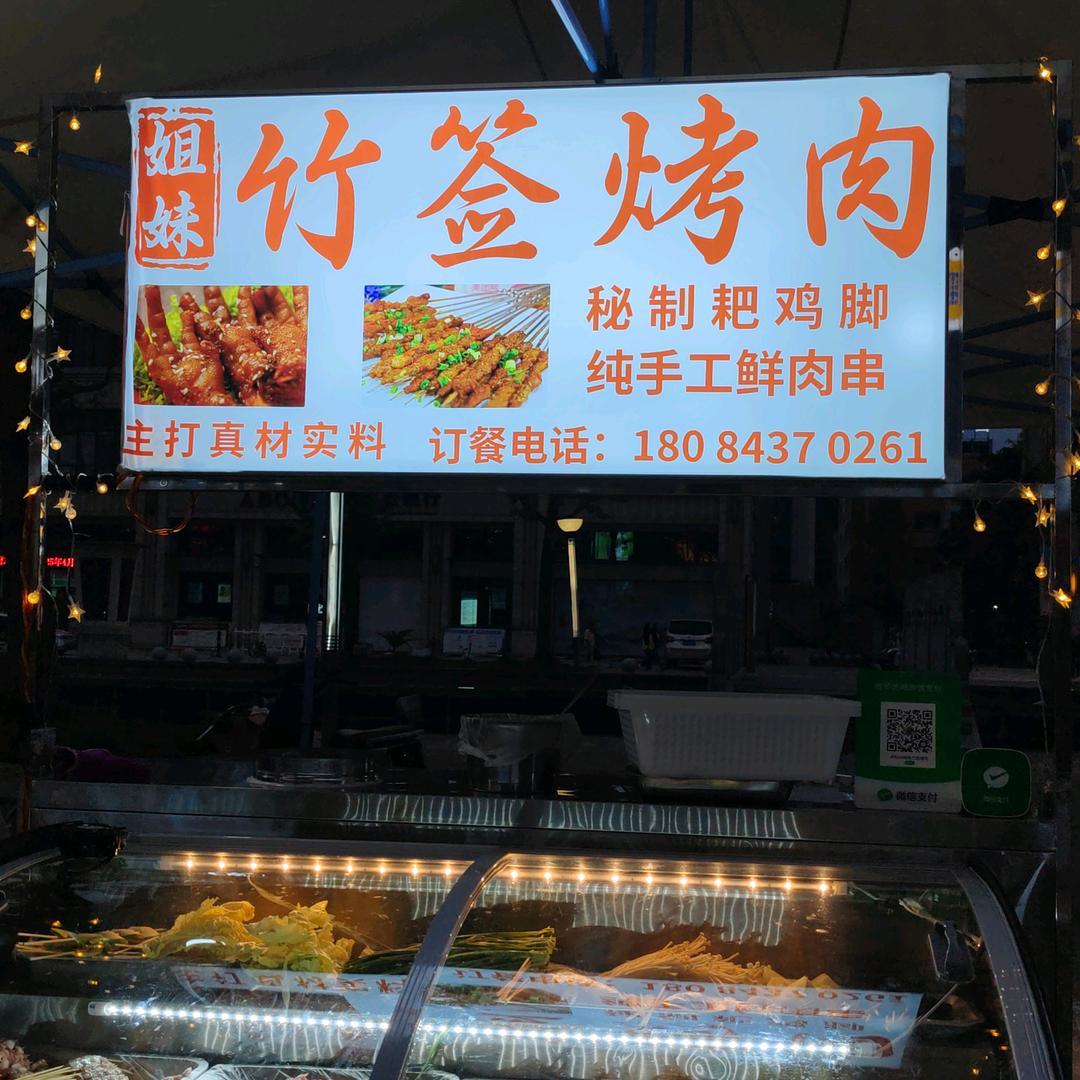 姐妹
竹签烤肉
秘制耙鸡脚
纯手工鲜肉串
主打真材实料
订餐电话：180 8437 0261
微信支付